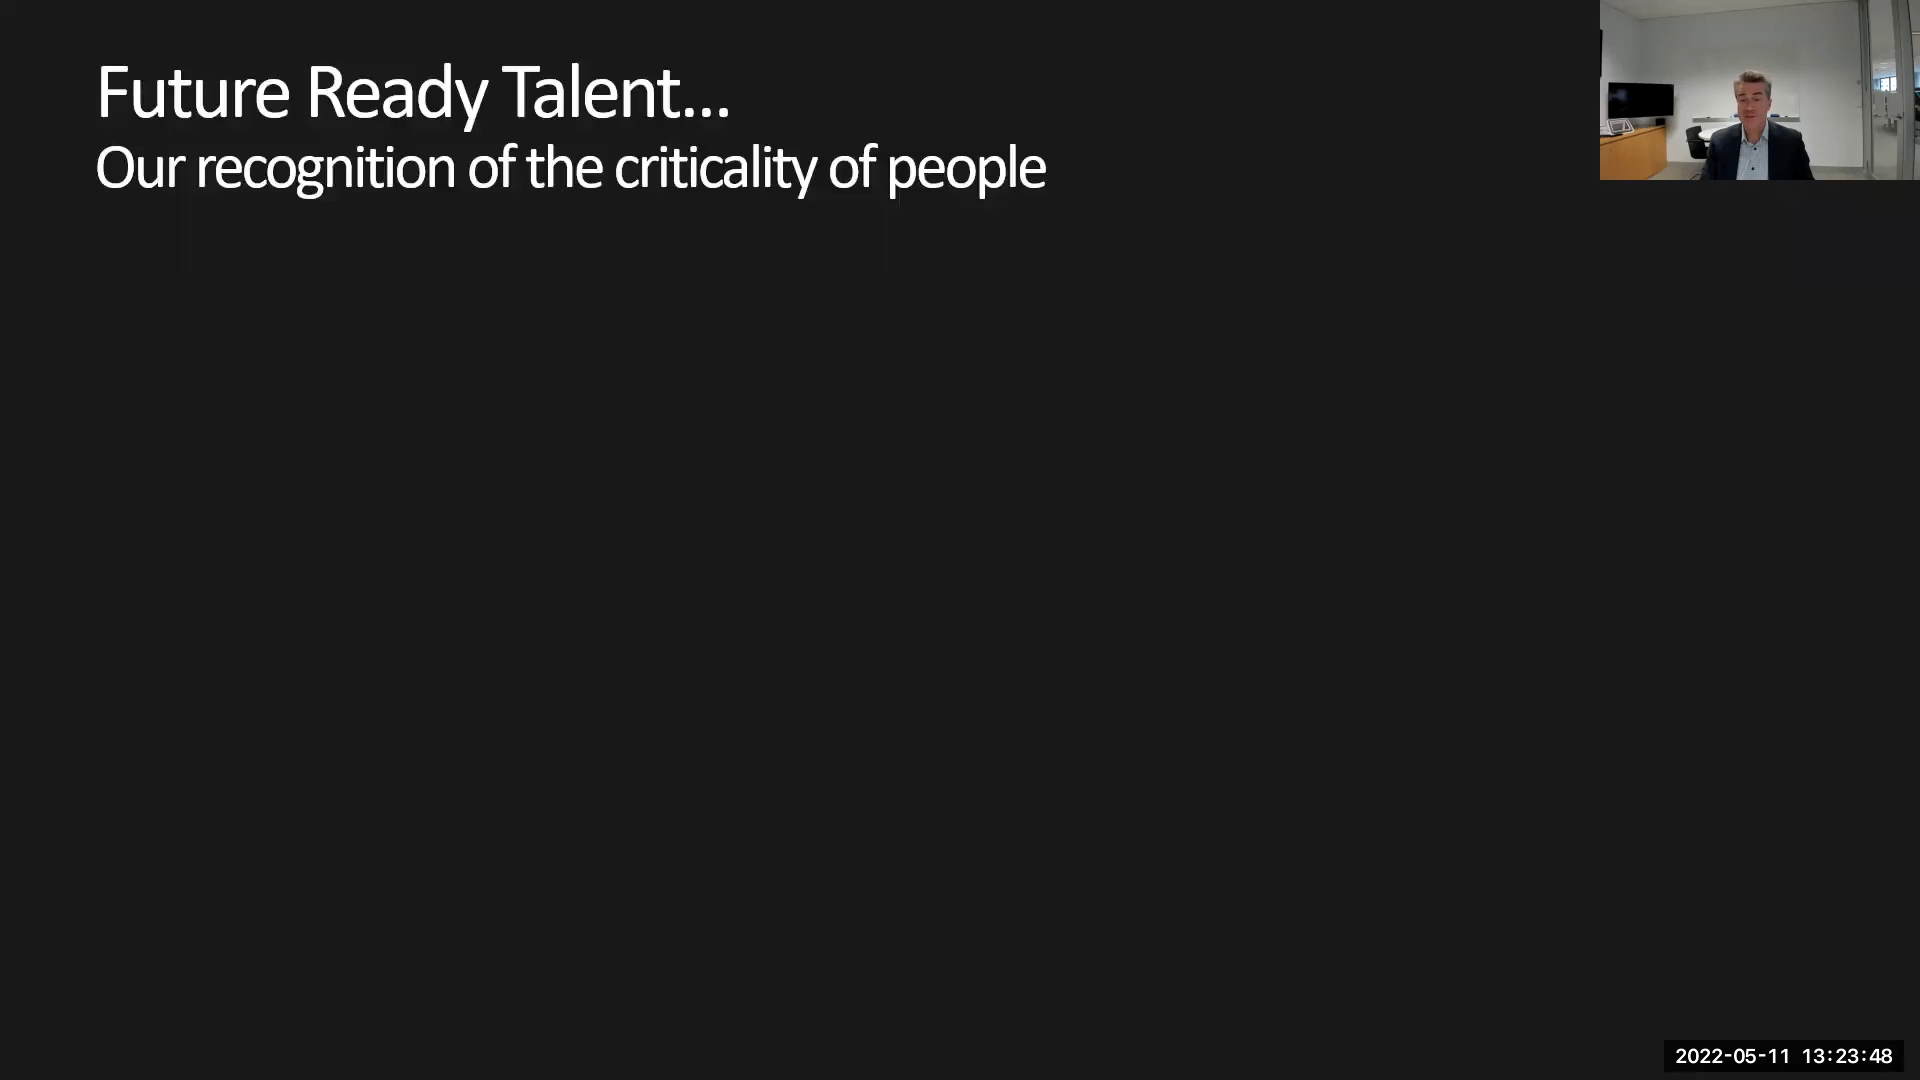 Future Ready Talent...
Our recognition of the criticality of people
2022-05-11 13:23:48